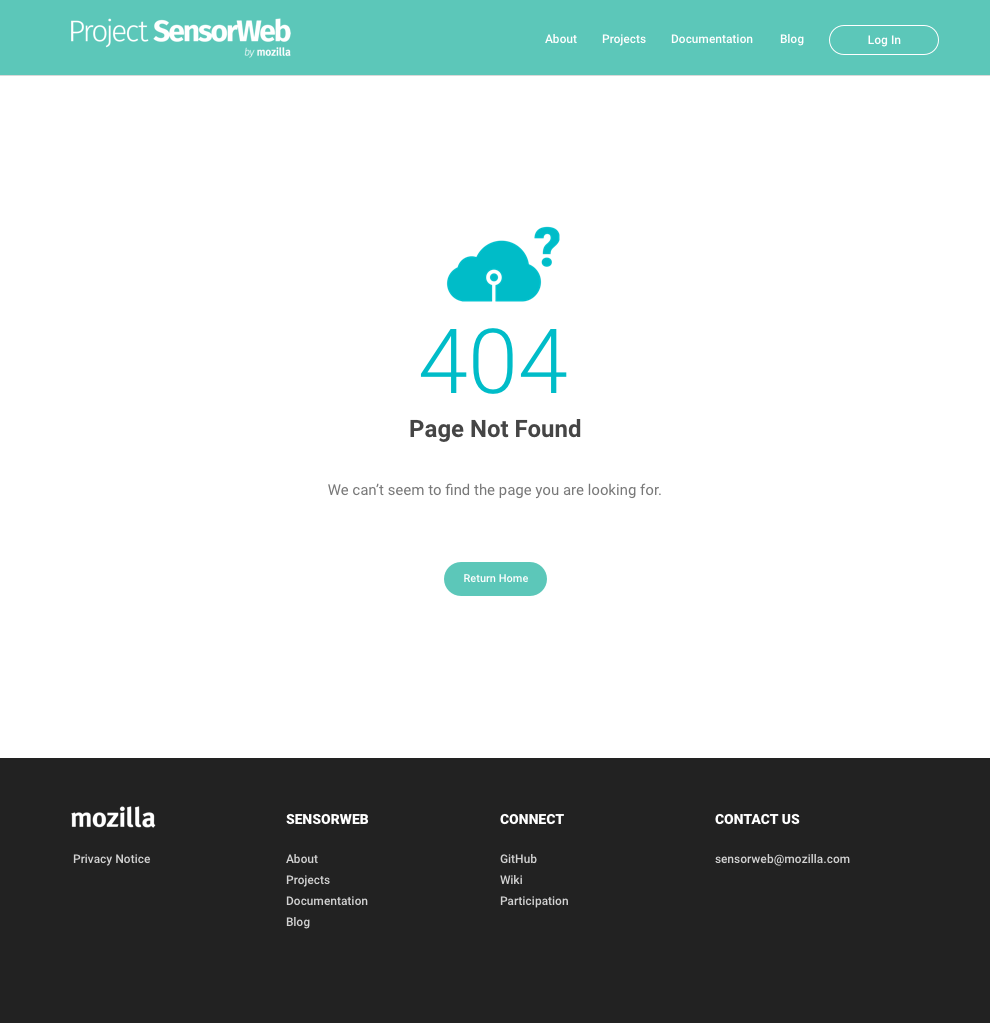 Project SensorWeb
by mozilla
About Projects Documentation Blog Log In
?
404
Page Not Found
We can’t seem to find the page you are looking for.
Return Home
mozilla
Privacy Notice
SENSORWEB
About
Projects
Documentation
Blog
CONNECT
GitHub
Wiki
Participation
CONTACT US
sensorweb@mozilla.com